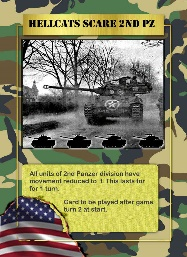 HELLCATS SCARE 2ND PZ
All units of 2nd Panzer division have
movement reduced to 1. This lasts for
for 1 turn.
Card to be played after game
turn 2 at start.